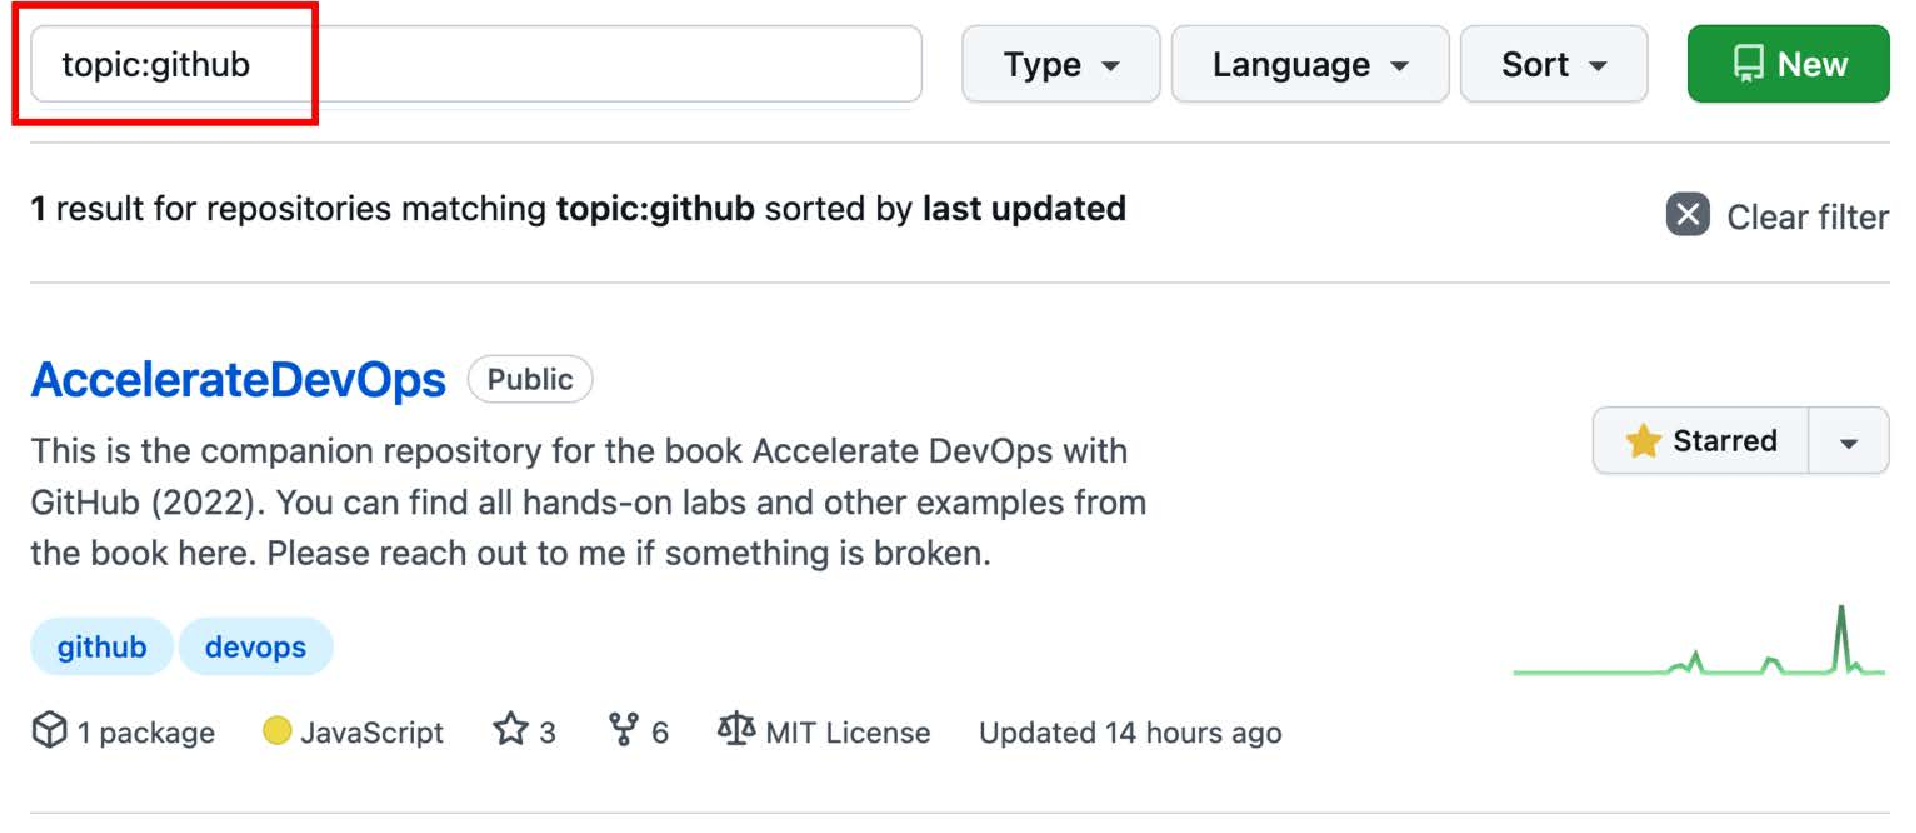 topic:github
Type
Language
Sort
New
1 result for repositories matching topic:github sorted by last updated
Clear filter
AccelerateDevOps
Public
This is the companion repository for the book Accelerate DevOps with
GitHub (2022). You can find all hands-on labs and other examples from
the book here. Please reach out to me if something is broken.
Starred
github
devops
1 package
JavaScript
3
6
MIT License
Updated 14 hours ago